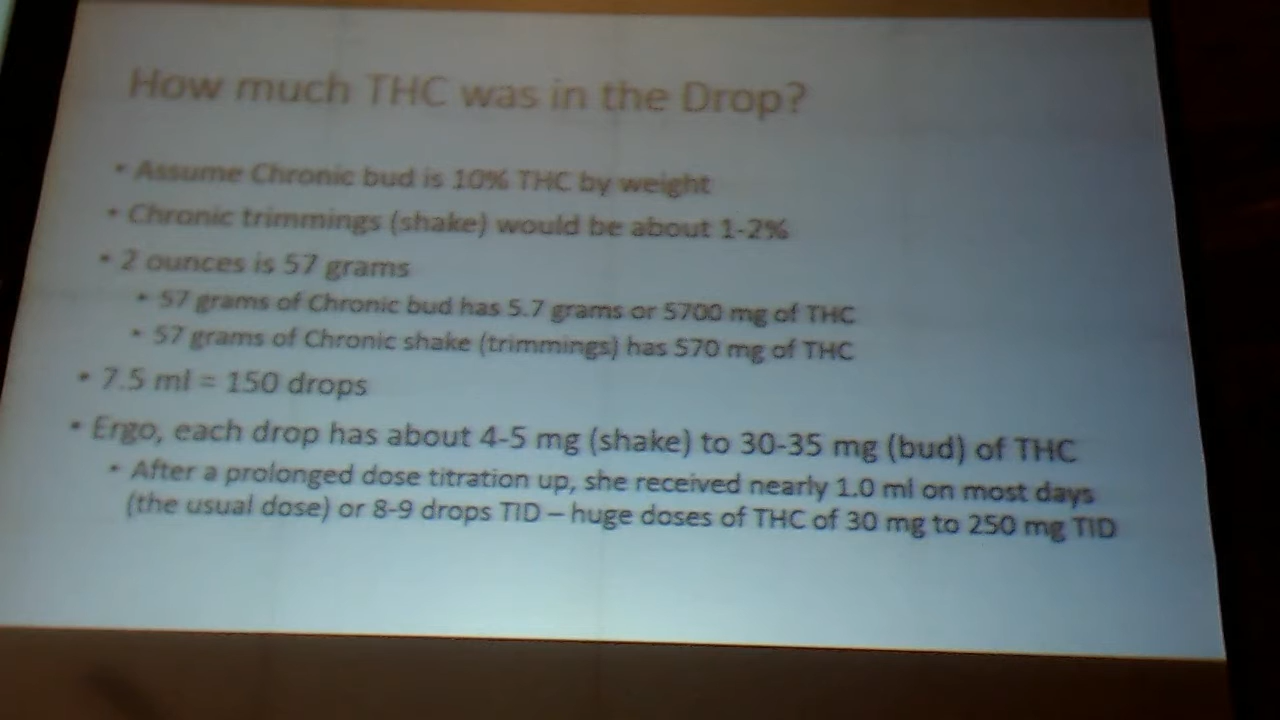 How much THC was in the Drop?
• Assume Chronic bud is 10% THC by weight
• Chronic trimmings (shake) would be about 1-2%
• 2 ounces is 57 grams
• 57 grams of Chronic bud has 5.7 grams or 5700 mg of THC
• 57 grams of Chronic shake (trimmings) has 570 mg of THC
• 7.5 ml = 150 drops
• Ergo, each drop has about 4-5 mg (shake) to 30-35 mg (bud) of THC
• After a prolonged dose titration up, she received nearly 1.0 ml on most days
(the usual dose) or 8-9 drops TID – huge doses of THC of 30 mg to 250 mg TID